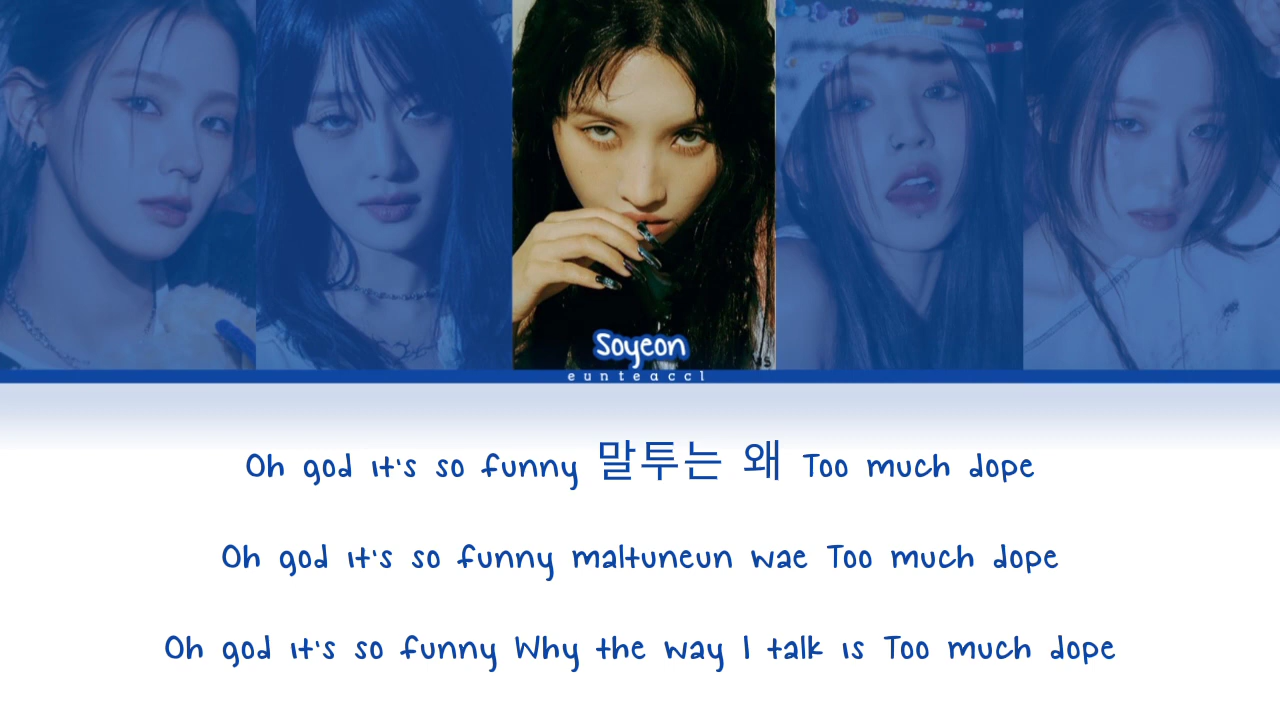 Soyeon
eunteaccl
Oh god it's so funny 말투는 왜 Too much dope
Oh god it's so funny maltuneun wae Too much dope
Oh god it's so funny Why the way I talk is Too much dope